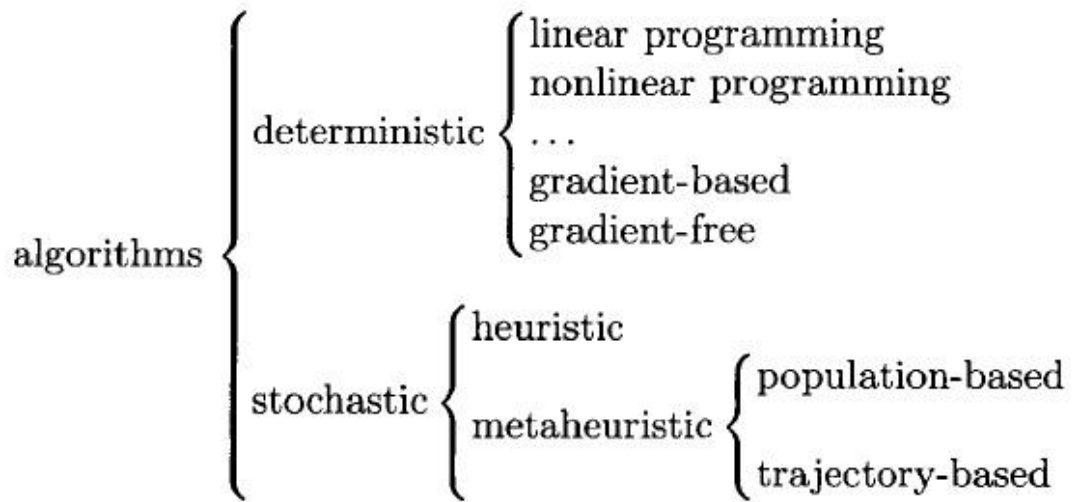 linear programming
nonlinear programming
deterministic
...
gradient-based
gradient-free
algorithms
heuristic
population-based
stochastic
metaheuristic
trajectory-based